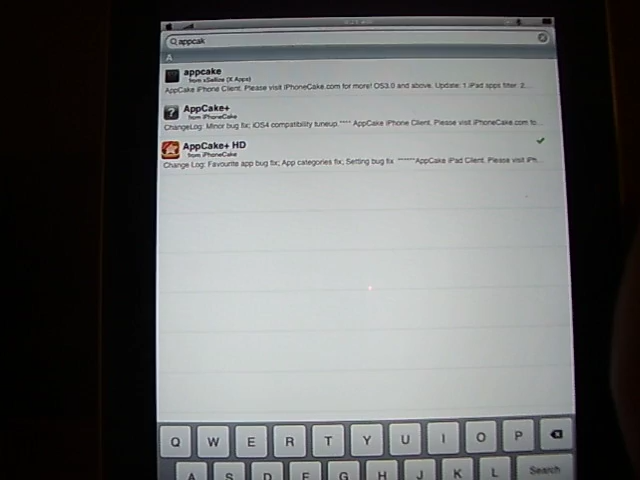 appcak
A
appcake
from xSellize (X Apps)
AppCake iPhone Client. Please visit iPhoneCake.com for more! OS3.0 and above. Update: 1.iPad apps filter. 2...
AppCake+
from iPhoneCake
ChangeLog: Minor bug fix; iOS4 compatibility tuneup.**** AppCake iPhone Client. Please visit iPhoneCake.com fo...
AppCake+ HD
from iPhoneCake
Change Log: Favourite app bug fix; App categories fix; Setting bug fix ******AppCake iPad Client. Please visit iPh...
Q W E R T Y U I O P
A S D F G H J K L Search